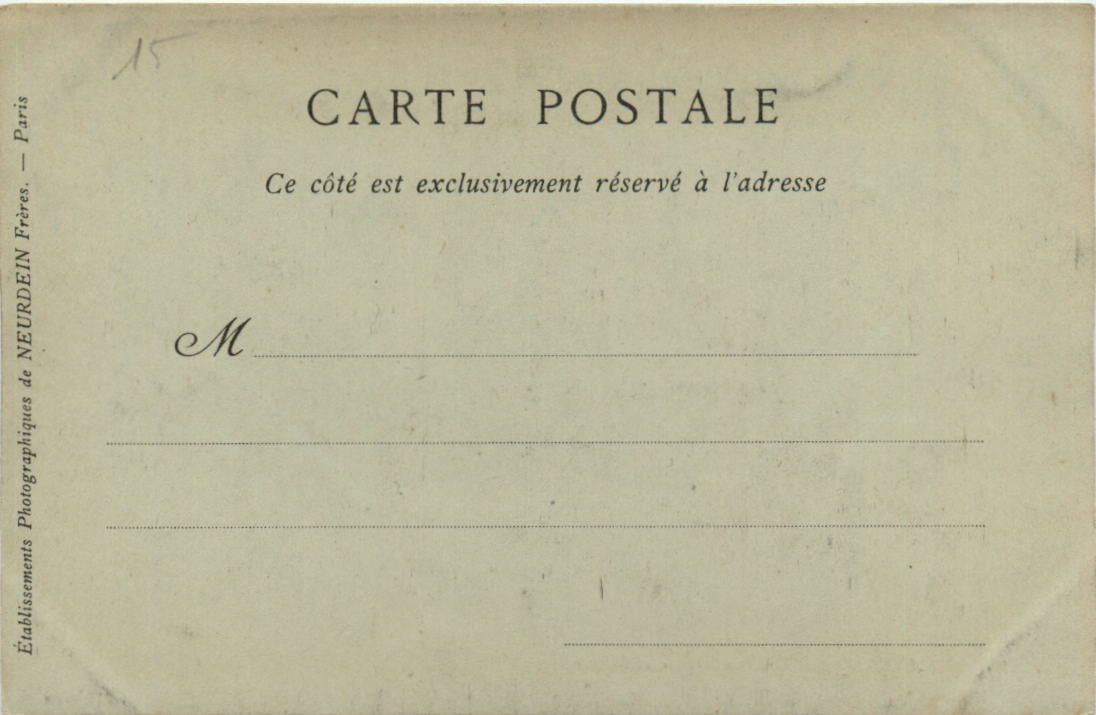 15
CARTE POSTALE
Ce côté est exclusivement réservé à l'adresse
M
Établissements Photographiques de NEURDEIN Frères. — Paris